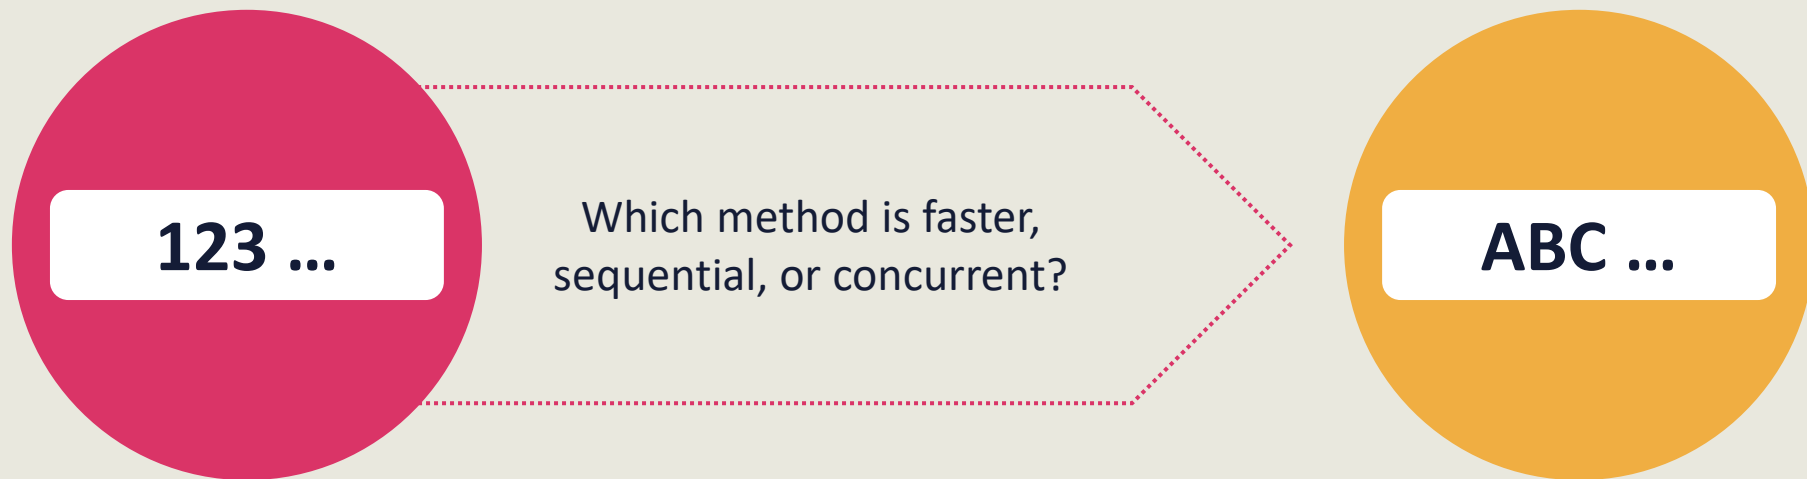 123 ...
Which method is faster,
sequential, or concurrent?
ABC ...